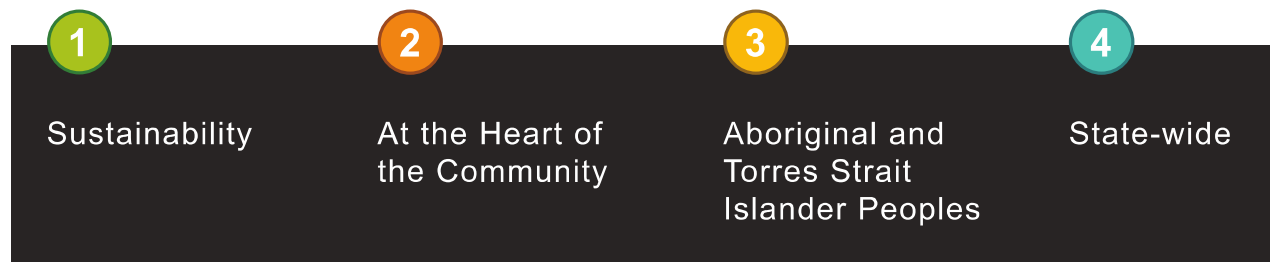 1
Sustainability
2
At the Heart of
the Community
3
Aboriginal and
Torres Strait
Islander Peoples
4
State-wide